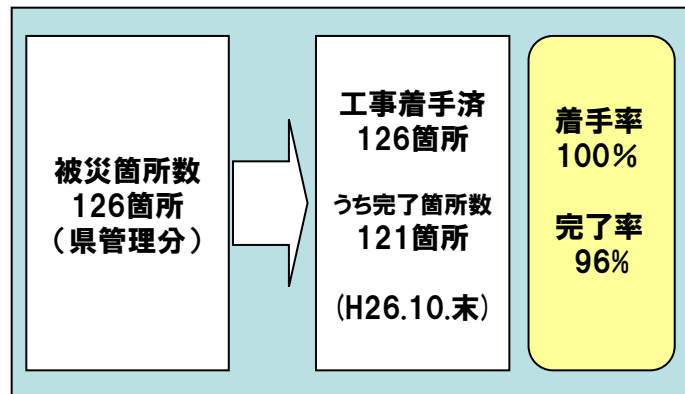 被災箇所数
126箇所
（県管理分）
工事着手済
126箇所
うち完了箇所数
121箇所
(H26.10.末)
着手率
100%
完了率
96%